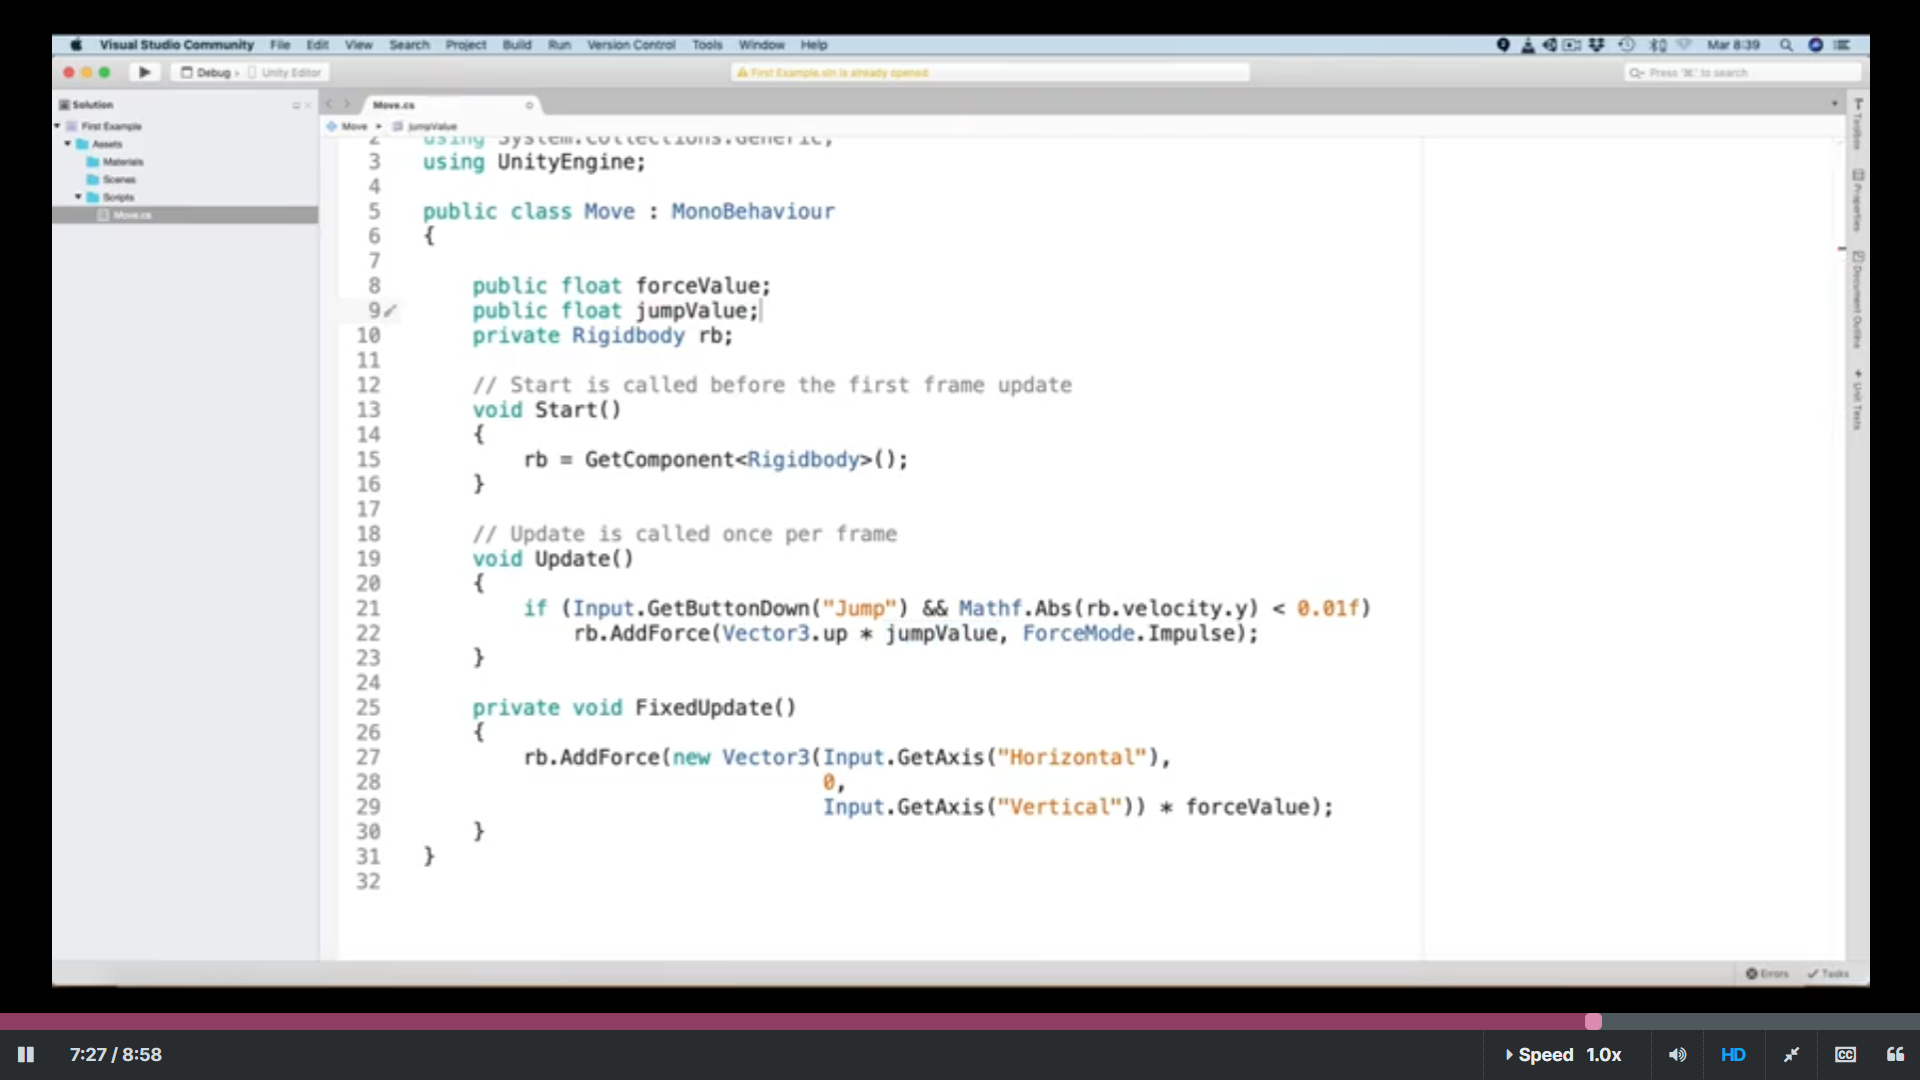 Visual Studio Community File Edit View Search Project Build Run Version Control Tools Window Help Mar 8:39
Debug › Unity Editor First Example.sln is already opened Press '⌘.' to search
Solution
First Example
Assets
Materials
Scenes
Scripts
Move.cs
Move.cs
Move ▸ jumpValue
2 using System.Collections.Generic;
3 using UnityEngine;
4
5 public class Move : MonoBehaviour
6 {
7
8 public float forceValue;
9 public float jumpValue;
10 private Rigidbody rb;
11
12 // Start is called before the first frame update
13 void Start()
14 {
15 rb = GetComponent<Rigidbody>();
16 }
17
18 // Update is called once per frame
19 void Update()
20 {
21 if (Input.GetButtonDown("Jump") && Mathf.Abs(rb.velocity.y) < 0.01f)
22 rb.AddForce(Vector3.up * jumpValue, ForceMode.Impulse);
23 }
24
25 private void FixedUpdate()
26 {
27 rb.AddForce(new Vector3(Input.GetAxis("Horizontal"),
28 0,
29 Input.GetAxis("Vertical")) * forceValue);
30 }
31 }
32
Toolbox
Properties
Document Outline
Unit Tests
Errors Tasks
7:27 / 8:58 Speed 1.0x HD CC